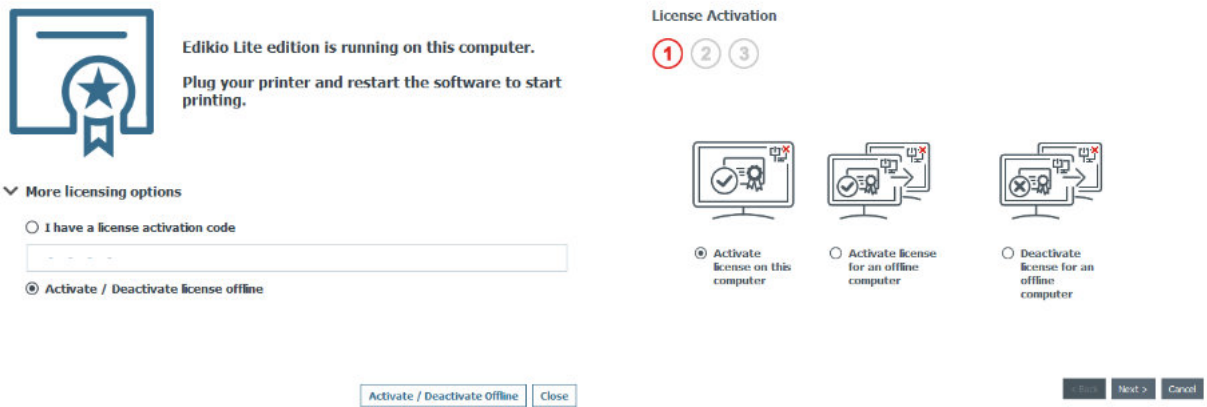 Edikio Lite edition is running on this computer.
Plug your printer and restart the software to start
printing.
More licensing options
I have a license activation code
- - - -
Activate / Deactivate license offline
Activate / Deactivate Offline
Close
License Activation
1 2 3
Activate
license on this
computer
Activate license
for an offline
computer
Deactivate
license for an
offline
computer
< Back
Next >
Cancel